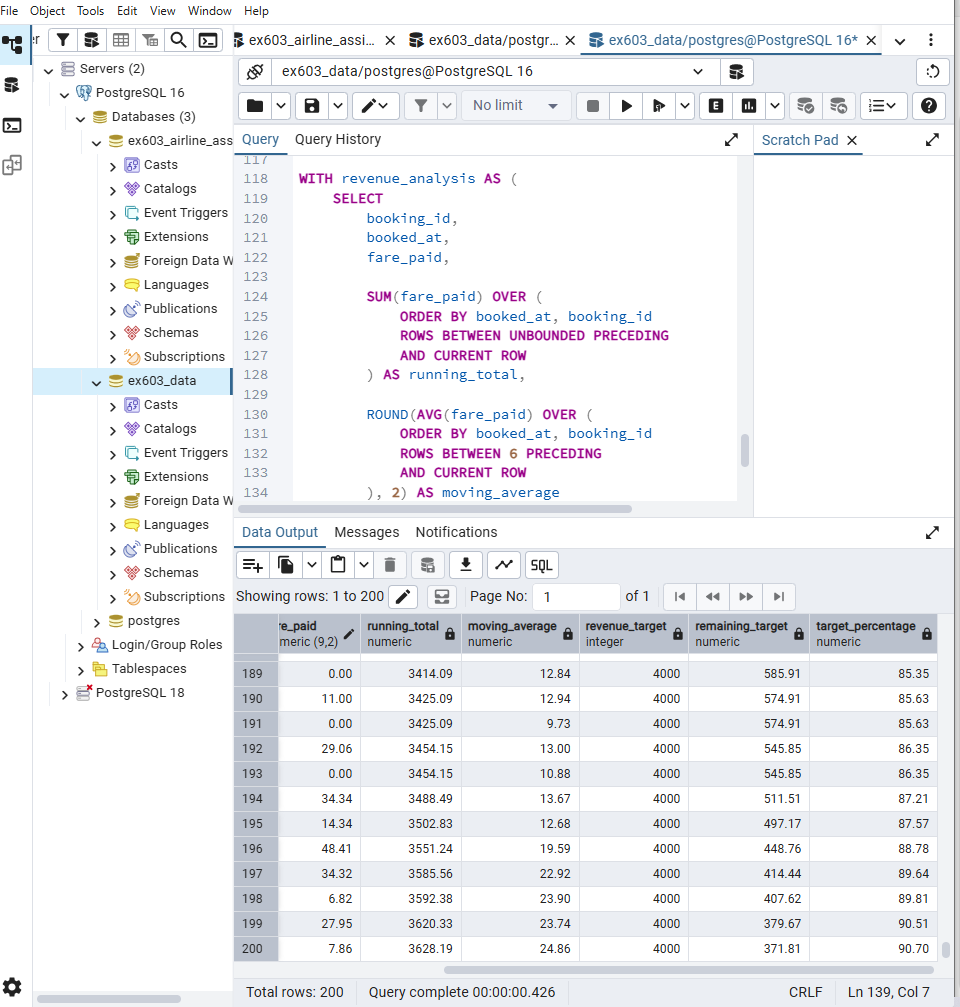 File Object Tools Edit View Window Help
er
ex603_airline_assi...
ex603_data/postgr...
ex603_data/postgres@PostgreSQL 16*
Servers (2)
PostgreSQL 16
Databases (3)
ex603_airline_ass
Casts
Catalogs
Event Triggers
Extensions
Foreign Data W
Languages
Publications
Schemas
Subscriptions
ex603_data
Casts
Catalogs
Event Triggers
Extensions
Foreign Data W
Languages
Publications
Schemas
Subscriptions
postgres
Login/Group Roles
Tablespaces
PostgreSQL 18
ex603_data/postgres@PostgreSQL 16
No limit
E
Query Query History
Scratch Pad
117
118 WITH revenue_analysis AS (
119 SELECT
120 booking_id,
121 booked_at,
122 fare_paid,
123
124 SUM(fare_paid) OVER (
125 ORDER BY booked_at, booking_id
126 ROWS BETWEEN UNBOUNDED PRECEDING
127 AND CURRENT ROW
128 ) AS running_total,
129
130 ROUND(AVG(fare_paid) OVER (
131 ORDER BY booked_at, booking_id
132 ROWS BETWEEN 6 PRECEDING
133 AND CURRENT ROW
134 ), 2) AS moving_average
Data Output Messages Notifications
SQL
Showing rows: 1 to 200 Page No: 1 of 1
re_paid running_total moving_average revenue_target remaining_target target_percentage
meric (9,2) numeric numeric integer numeric numeric
189 0.00 3414.09 12.84 4000 585.91 85.35
190 11.00 3425.09 12.94 4000 574.91 85.63
191 0.00 3425.09 9.73 4000 574.91 85.63
192 29.06 3454.15 13.00 4000 545.85 86.35
193 0.00 3454.15 10.88 4000 545.85 86.35
194 34.34 3488.49 13.67 4000 511.51 87.21
195 14.34 3502.83 12.68 4000 497.17 87.57
196 48.41 3551.24 19.59 4000 448.76 88.78
197 34.32 3585.56 22.92 4000 414.44 89.64
198 6.82 3592.38 23.90 4000 407.62 89.81
199 27.95 3620.33 23.74 4000 379.67 90.51
200 7.86 3628.19 24.86 4000 371.81 90.70
Total rows: 200 Query complete 00:00:00.426 CRLF Ln 139, Col 7